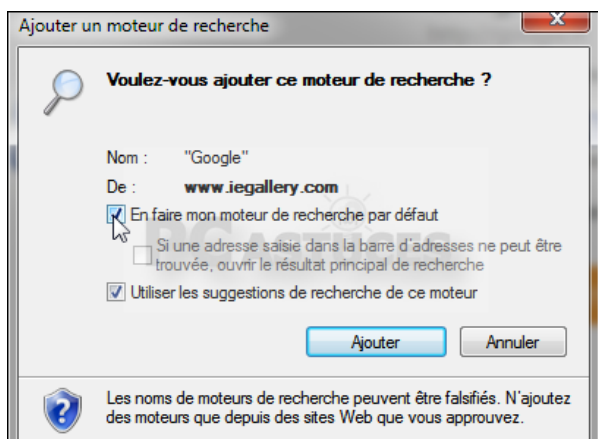 Ajouter un moteur de recherche
Voulez-vous ajouter ce moteur de recherche ?
Nom : "Google"
De : www.iegallery.com
En faire mon moteur de recherche par défaut
Si une adresse saisie dans la barre d'adresses ne peut être
trouvée, ouvrir le résultat principal de recherche
Utiliser les suggestions de recherche de ce moteur
PC ASTUCES
Ajouter Annuler
Les noms de moteurs de recherche peuvent être falsifiés. N'ajoutez
des moteurs que depuis des sites Web que vous approuvez.